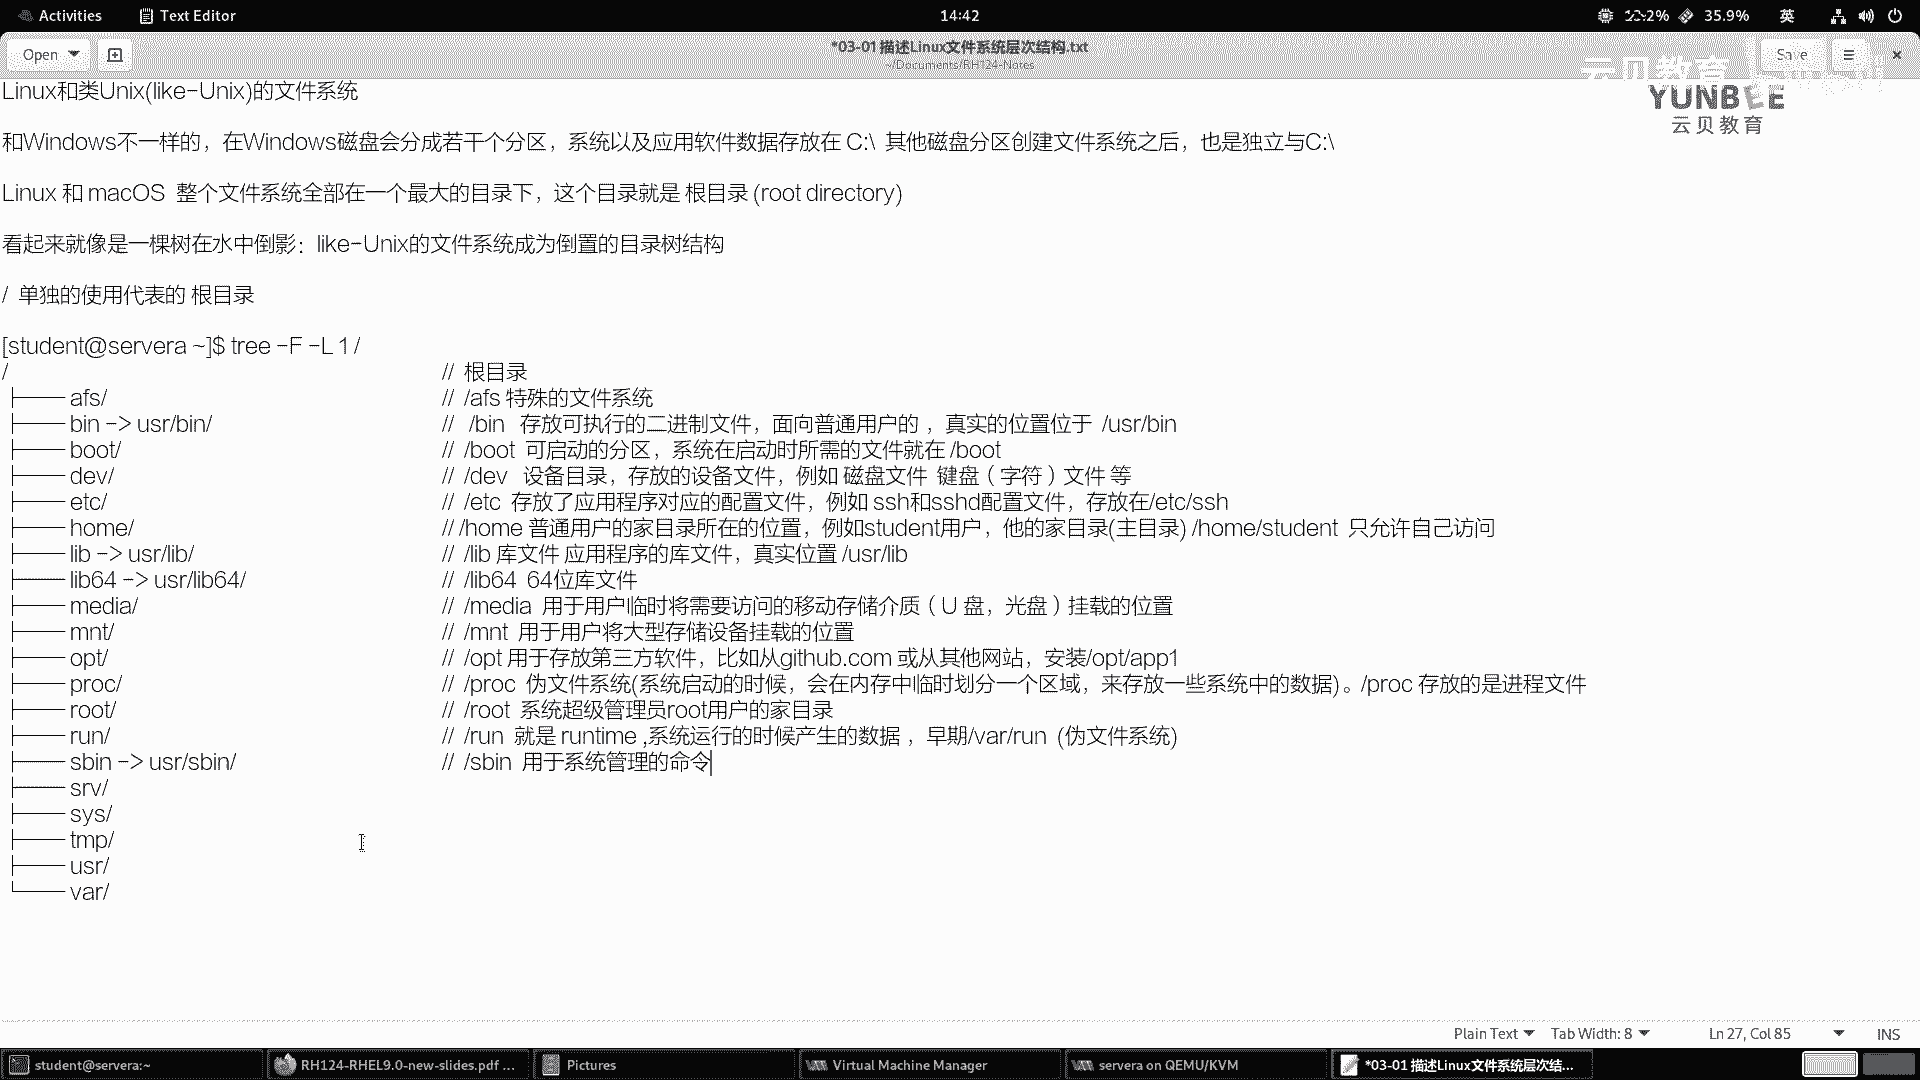 Activities
Text Editor
14:42
35.9%
英
Open
*03-01 描述Linux文件系统层次结构.txt
~/Documents/RH124-Notes
Save
云贝教育
YUNBEE
云贝教育
Linux和类Unix(like-Unix)的文件系统
和Windows不一样的，在Windows磁盘会分成若干个分区，系统以及应用软件数据存放在 C:\ 其他磁盘分区创建文件系统之后，也是独立与C:\
Linux 和 macOS 整个文件系统全部在一个最大的目录下，这个目录就是 根目录 (root directory)
看起来就像是一棵树在水中倒影：like-Unix的文件系统成为倒置的目录树结构
/ 单独的使用代表的 根目录
[student@servera ~]$ tree -F -L 1 /
/ // 根目录
├── afs/ // /afs 特殊的文件系统
├── bin -> usr/bin/ // /bin 存放可执行的二进制文件，面向普通用户的 ，真实的位置位于 /usr/bin
├── boot/ // /boot 可启动的分区，系统在启动时所需的文件就在 /boot
├── dev/ // /dev 设备目录，存放的设备文件，例如 磁盘文件 键盘（字符）文件 等
├── etc/ // /etc 存放了应用程序对应的配置文件，例如 ssh和sshd配置文件，存放在/etc/ssh
├── home/ // /home 普通用户的家目录所在的位置，例如student用户，他的家目录(主目录) /home/student 只允许自己访问
├── lib -> usr/lib/ // /lib 库文件 应用程序的库文件，真实位置 /usr/lib
├── lib64 -> usr/lib64/ // /lib64 64位库文件
├── media/ // /media 用于用户临时将需要访问的移动存储介质（U 盘，光盘）挂载的位置
├── mnt/ // /mnt 用于用户将大型存储设备挂载的位置
├── opt/ // /opt 用于存放第三方软件，比如从github.com 或从其他网站，安装/opt/app1
├── proc/ // /proc 伪文件系统(系统启动的时候，会在内存中临时划分一个区域，来存放一些系统中的数据)。/proc 存放的是进程文件
├── root/ // /root 系统超级管理员root用户的家目录
├── run/ // /run 就是 runtime ,系统运行的时候产生的数据 ，早期/var/run (伪文件系统)
├── sbin -> usr/sbin/ // /sbin 用于系统管理的命令
├── srv/
├── sys/
├── tmp/
├── usr/
└── var/
Plain Text
Tab Width: 8
Ln 27, Col 85
INS
student@servera:~
RH124-RHEL9.0-new-slides.pdf ...
Pictures
Virtual Machine Manager
servera on QEMU/KVM
*03-01 描述Linux文件系统层次结...